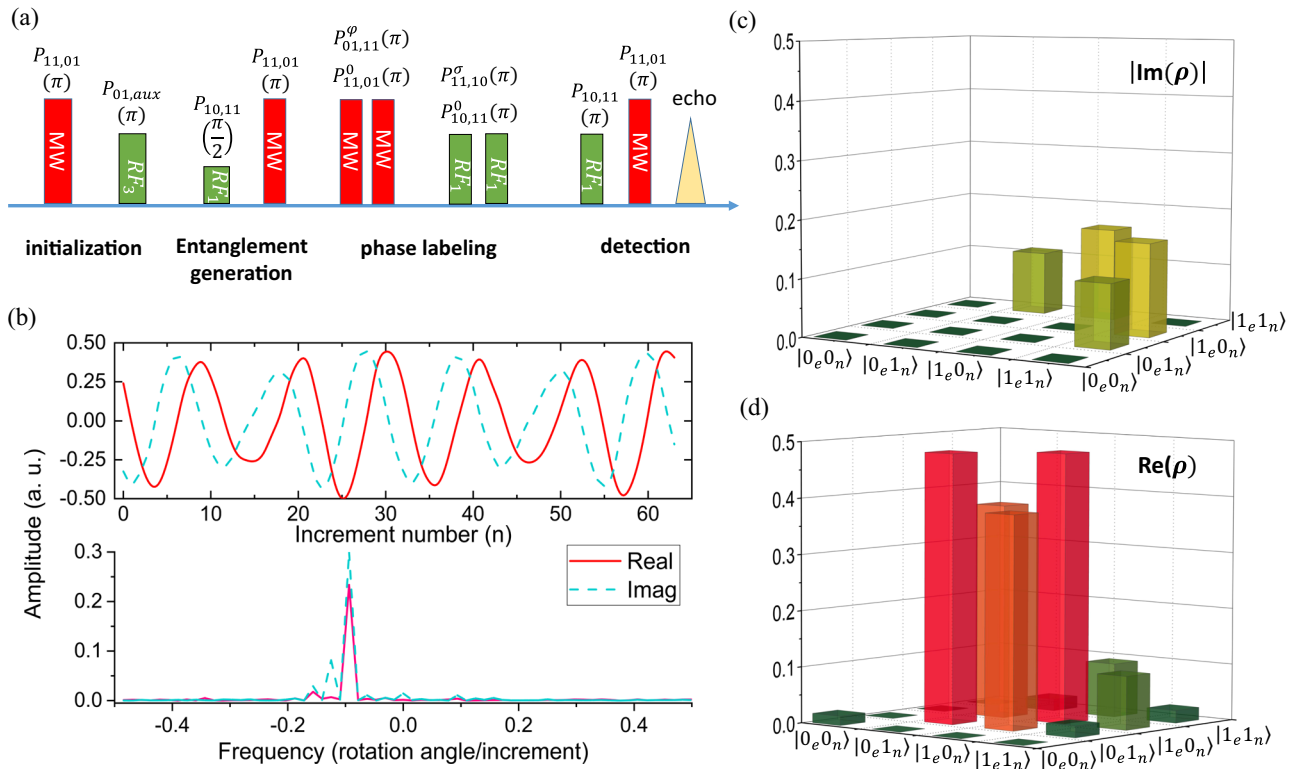 (a)
P₁₁,₀₁
(π)
MW
P₀₁,ₐᵤₓ
(π)
RF₃
P₁₀,₁₁
(π/2)
RF₁
P₁₁,₀₁
(π)
MW
P^φ_{01,11}(π)
P^0_{11,01}(π)
MW
MW
P^σ_{11,10}(π)
P^0_{10,11}(π)
RF₁
RF₁
P₁₀,₁₁
(π)
RF₁
P₁₁,₀₁
(π)
MW
echo
initialization
Entanglement
generation
phase labeling
detection
(b)
Amplitude (a. u.)
0.50
0.25
0.00
-0.25
-0.50
0 10 20 30 40 50 60
Increment number (n)
Real
Imag
0.3
0.2
0.1
0.0
-0.4 -0.2 0.0 0.2 0.4
Frequency (rotation angle/increment)
(c)
|Im(ρ)|
0.5
0.4
0.3
0.2
0.1
0.0
|0ₑ0ₙ⟩
|0ₑ1ₙ⟩
|1ₑ0ₙ⟩
|1ₑ1ₙ⟩
|0ₑ0ₙ⟩
|0ₑ1ₙ⟩
|1ₑ0ₙ⟩
|1ₑ1ₙ⟩
(d)
Re(ρ)
0.5
0.4
0.3
0.2
0.1
0.0
|0ₑ0ₙ⟩
|0ₑ1ₙ⟩
|1ₑ0ₙ⟩
|1ₑ1ₙ⟩
|0ₑ0ₙ⟩
|0ₑ1ₙ⟩
|1ₑ0ₙ⟩
|1ₑ1ₙ⟩